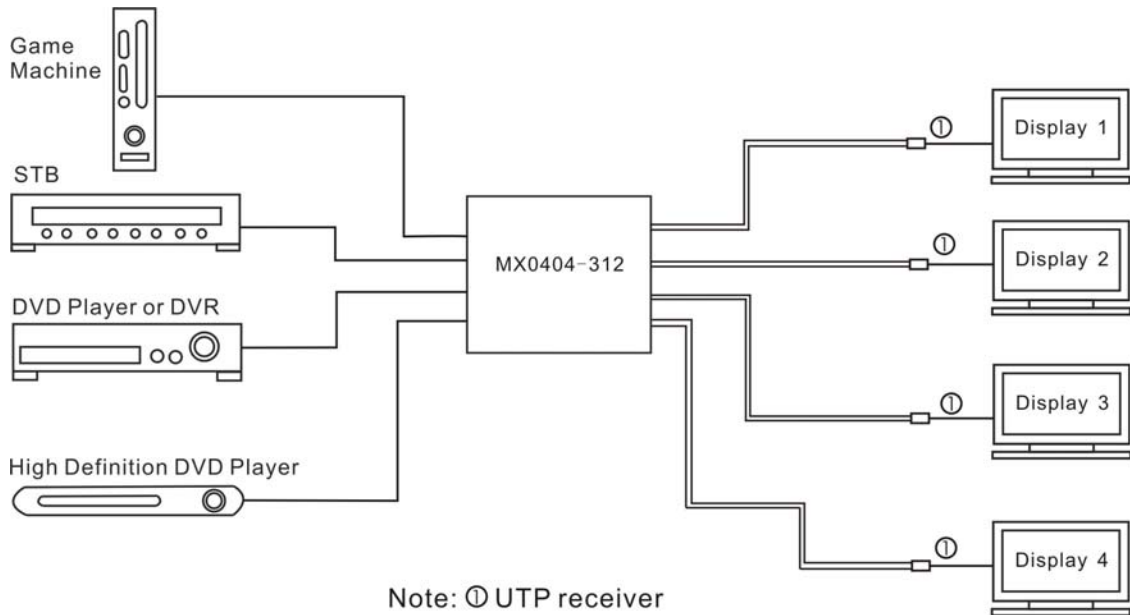 Game
Machine
STB
DVD Player or DVR
High Definition DVD Player
MX0404-312
① Display 1
① Display 2
① Display 3
① Display 4
Note: ① UTP receiver